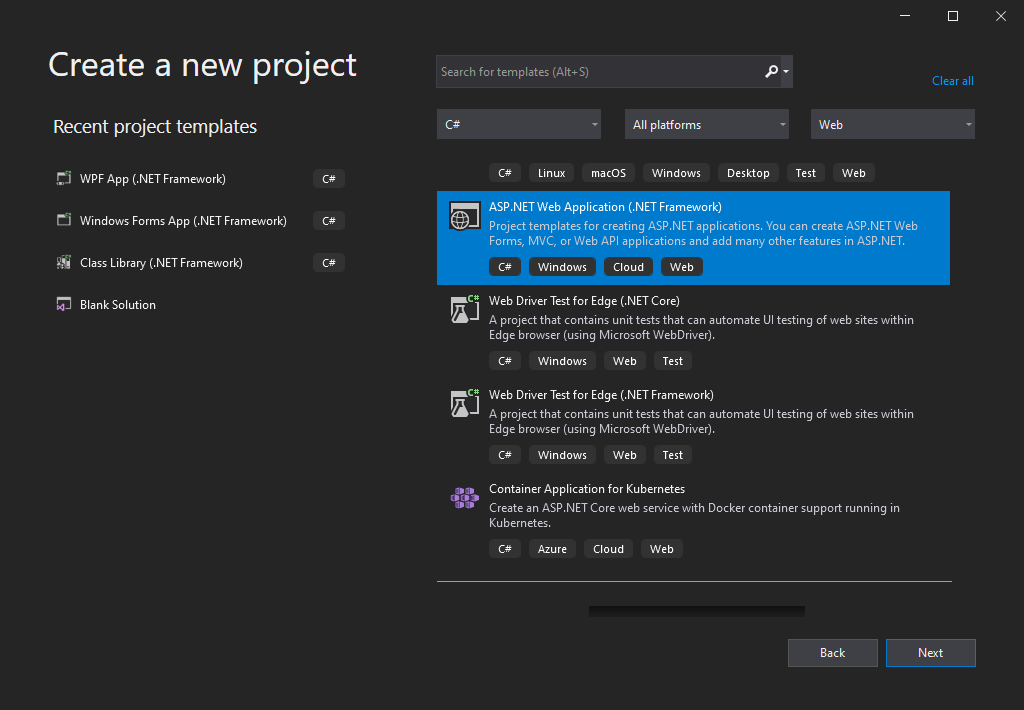 Create a new project
Search for templates (Alt+S)
Clear all
Recent project templates
C#
All platforms
Web
WPF App (.NET Framework)
C#
Windows Forms App (.NET Framework)
C#
Class Library (.NET Framework)
C#
Blank Solution
C# Linux macOS Windows Desktop Test Web
ASP.NET Web Application (.NET Framework)
Project templates for creating ASP.NET applications. You can create ASP.NET Web
Forms, MVC, or Web API applications and add many other features in ASP.NET.
C# Windows Cloud Web
C#
Web Driver Test for Edge (.NET Core)
A project that contains unit tests that can automate UI testing of web sites within
Edge browser (using Microsoft WebDriver).
C# Windows Web Test
C#
Web Driver Test for Edge (.NET Framework)
A project that contains unit tests that can automate UI testing of web sites within
Edge browser (using Microsoft WebDriver).
C# Windows Web Test
Container Application for Kubernetes
Create an ASP.NET Core web service with Docker container support running in
Kubernetes.
C# Azure Cloud Web
Back
Next